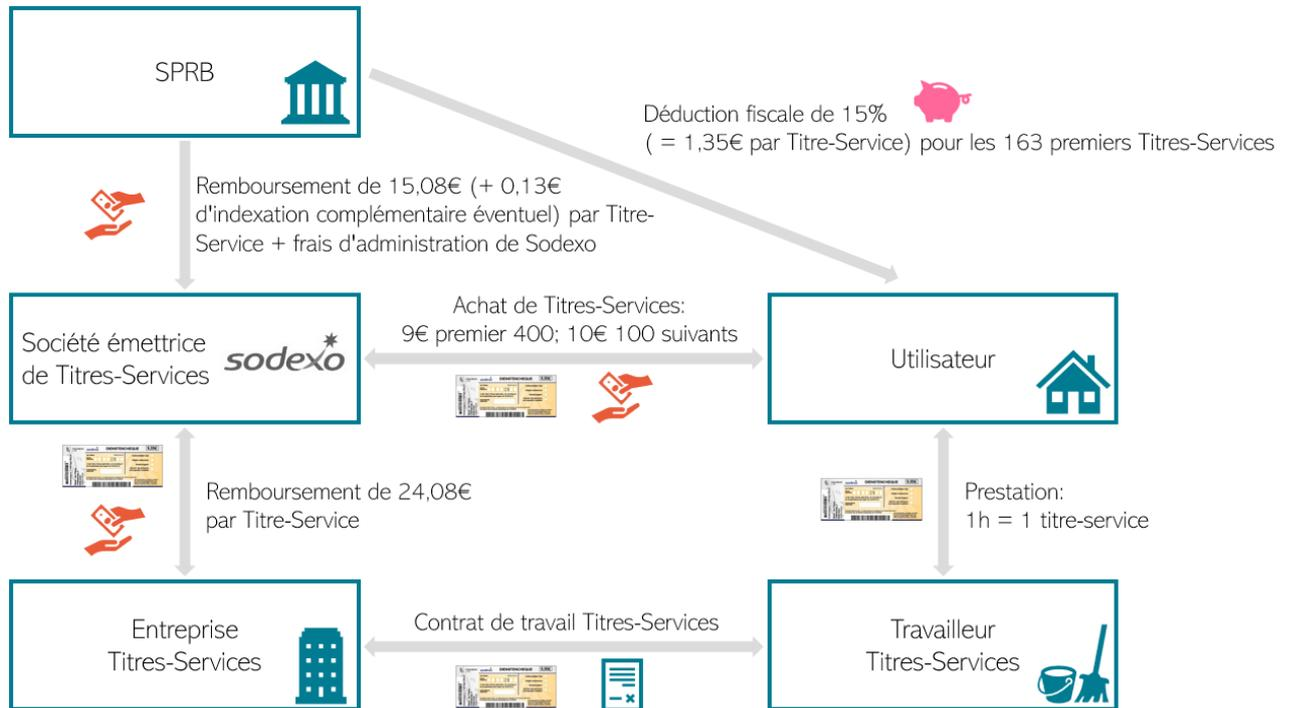 SPRB
Déduction fiscale de 15%
( = 1,35€ par Titre-Service) pour les 163 premiers Titres-Services
Remboursement de 15,08€ (+ 0,13€
d'indexation complémentaire éventuel) par Titre-
Service + frais d'administration de Sodexo
Société émettrice
de Titres-Services
sodexo
Achat de Titres-Services:
9€ premier 400; 10€ 100 suivants
Utilisateur
Remboursement de 24,08€
par Titre-Service
Prestation:
1h = 1 titre-service
Entreprise
Titres-Services
Contrat de travail Titres-Services
Travailleur
Titres-Services